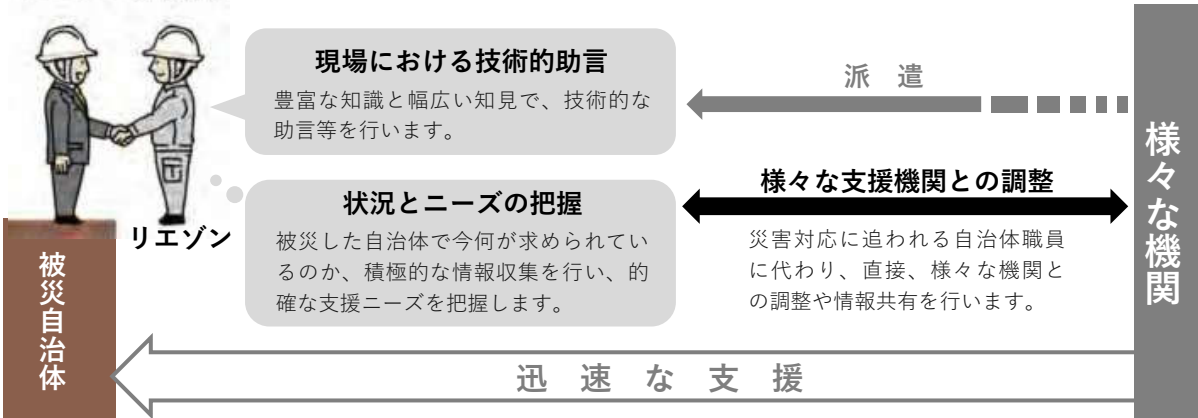 現場における技術的助言
豊富な知識と幅広い知見で、技術的な
助言等を行います。
派遣
様々な支援機関との調整
状況とニーズの把握
被災した自治体で今何が求められてい
るのか、積極的な情報収集を行い、的
確な支援ニーズを把握します。
災害対応に追われる自治体職員
に代わり、直接、様々な機関と
の調整や情報共有を行います。
リエゾン
被災自治体
様々な機関
迅速な支援